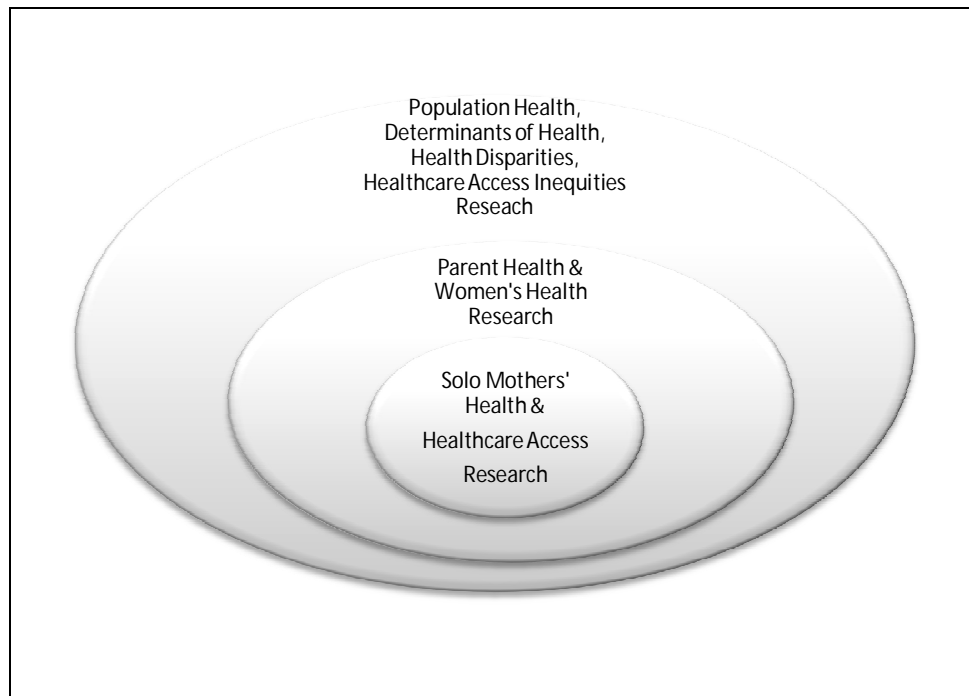 Population Health,
Determinants of Health,
Health Disparities,
Healthcare Access Inequities
Reseach
Parent Health &
Women's Health
Research
Solo Mothers'
Health &
Healthcare Access
Research